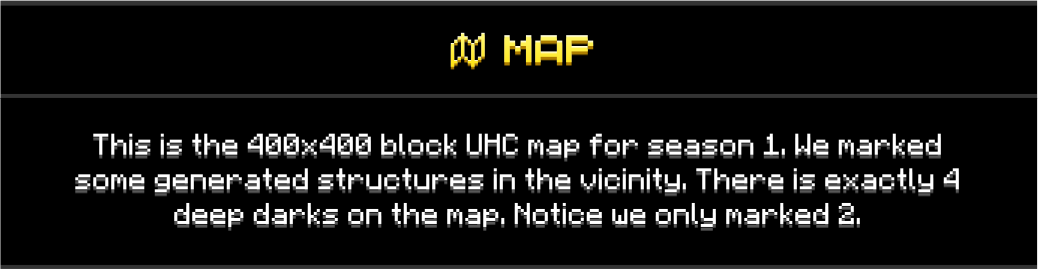 MAP
This is the 400x400 block UHC map for season 1. We marked
some generated structures in the vicinity. There is exactly 4
deep darks on the map. Notice we only marked 2.